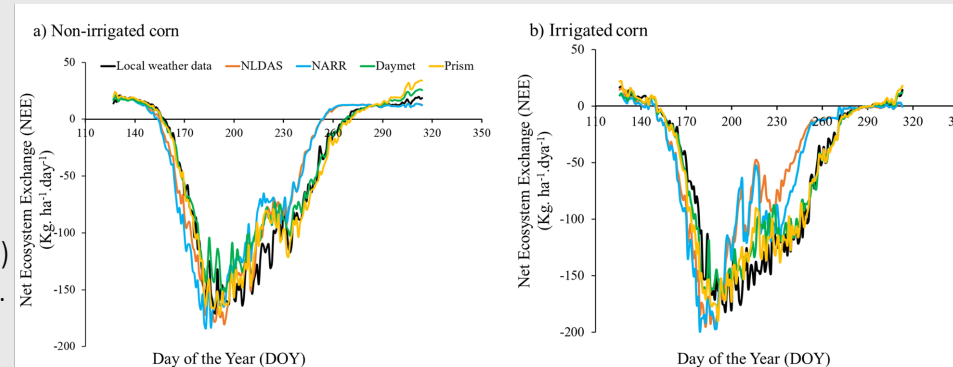 a) Non-irrigated corn
Local weather data NLDAS NARR Daymet Prism
Net Ecosystem Exchange (NEE)
(Kg. ha-1.day-1)
50
0
-50
-100
-150
-200
110 140 170 200 230 260 290 320 350
Day of the Year (DOY)
b) Irrigated corn
Net Ecosystem Exchange (NEE)
(Kg. ha-1.dya-1)
50
0
-50
-100
-150
-200
110 140 170 200 230 260 290 320
Day of the Year (DOY)
)
.